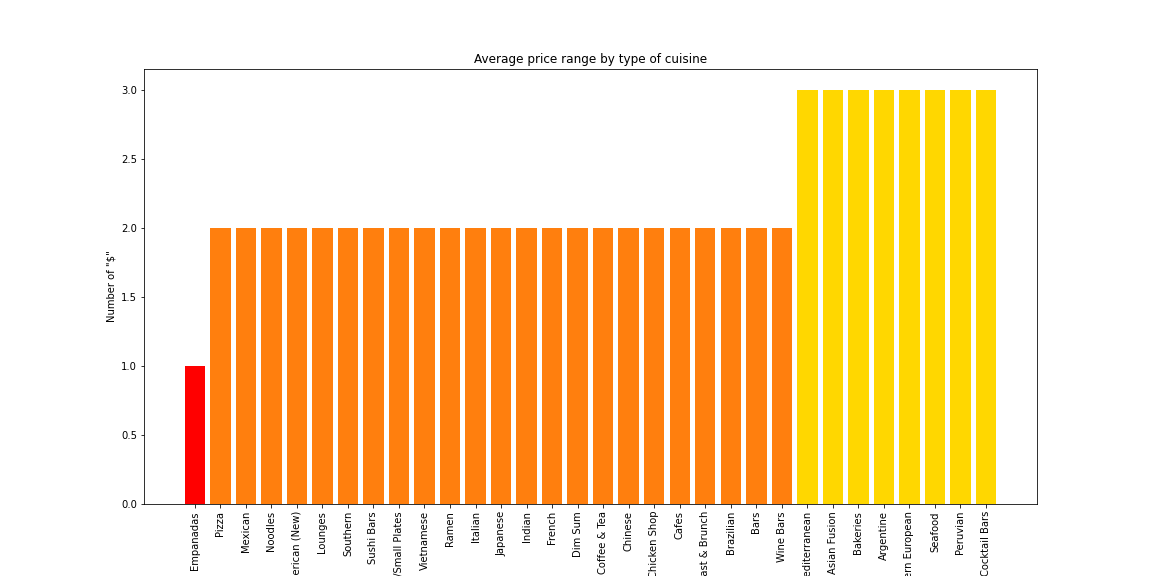 Average price range by type of cuisine
Number of "$"
3.0
2.5
2.0
1.5
1.0
0.5
0.0
Empanadas
Pizza
Mexican
Noodles
erican (New)
Lounges
Southern
Sushi Bars
/Small Plates
Vietnamese
Ramen
Italian
Japanese
Indian
French
Dim Sum
Coffee & Tea
Chinese
Chicken Shop
Cafes
ast & Brunch
Brazilian
Bars
Wine Bars
editerranean
Asian Fusion
Bakeries
Argentine
ern European
Seafood
Peruvian
Cocktail Bars